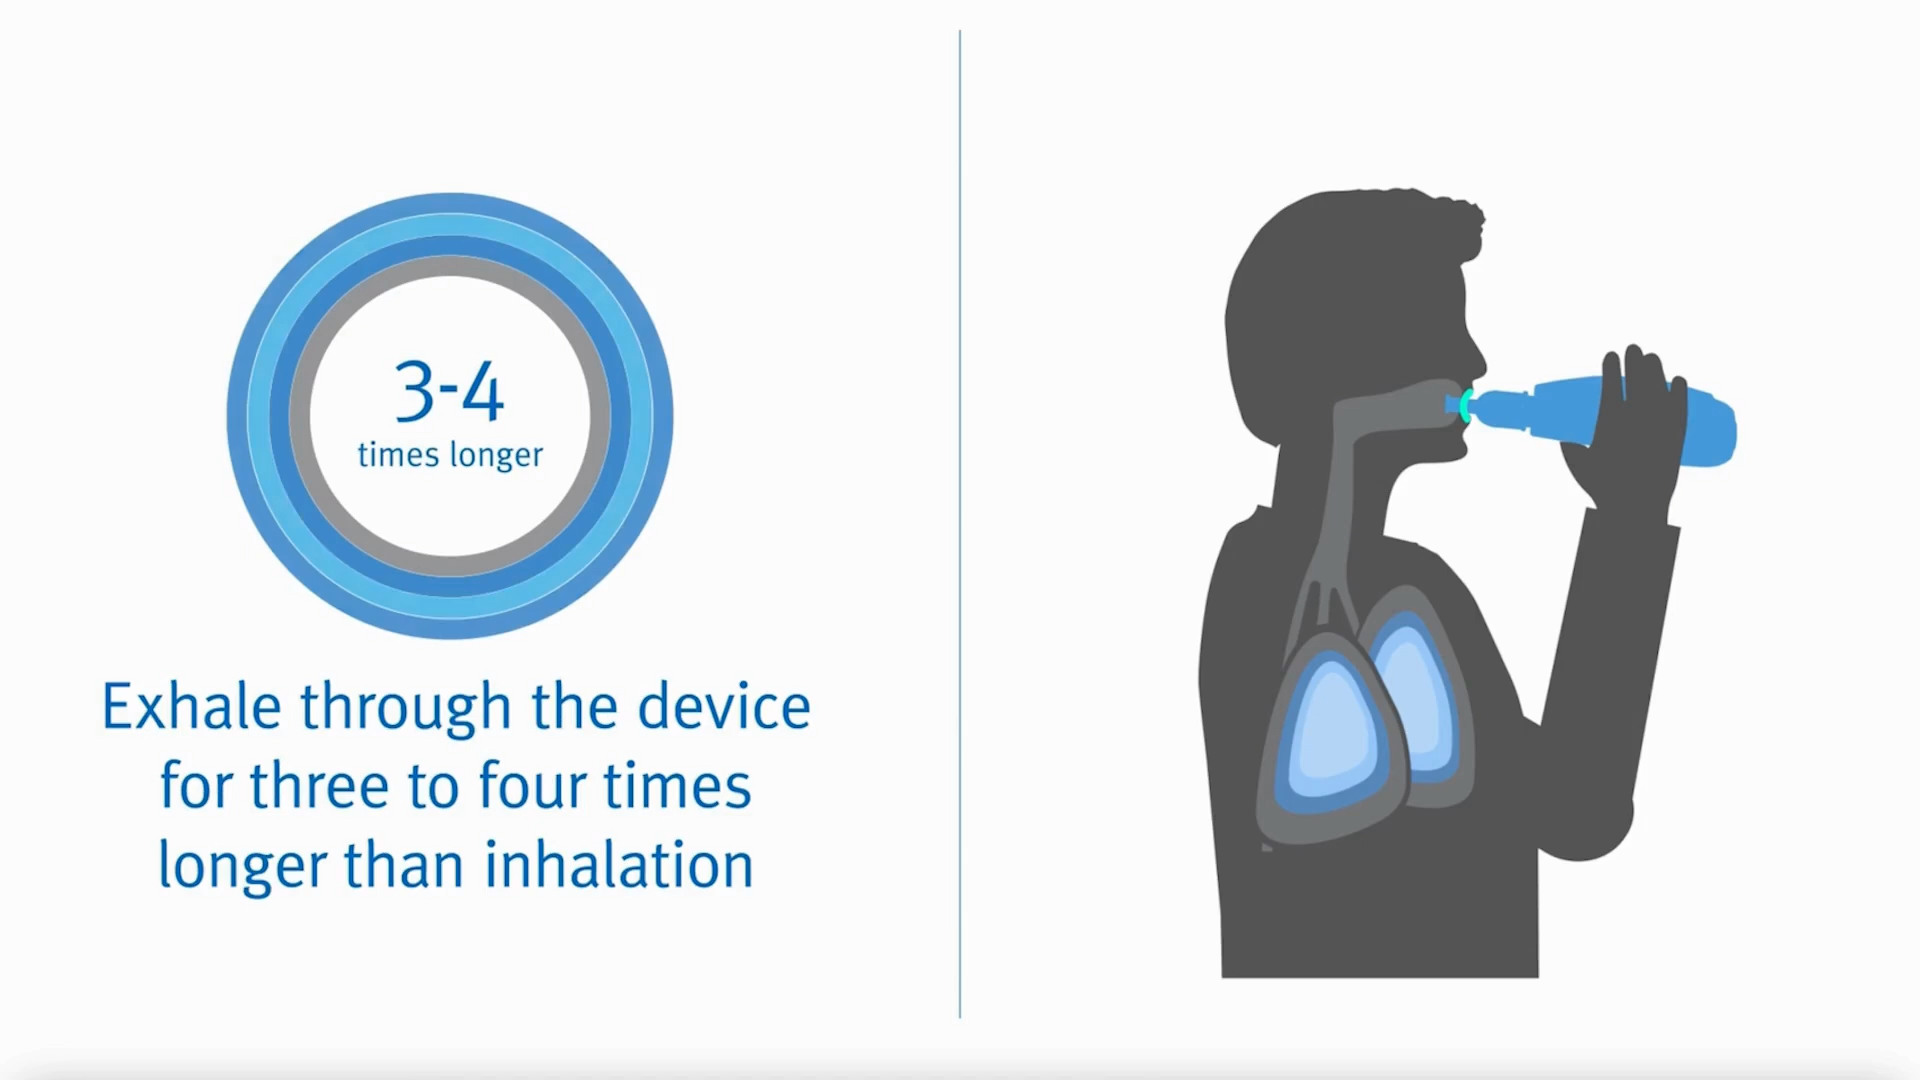 3-4
times longer
Exhale through the device
for three to four times
longer than inhalation